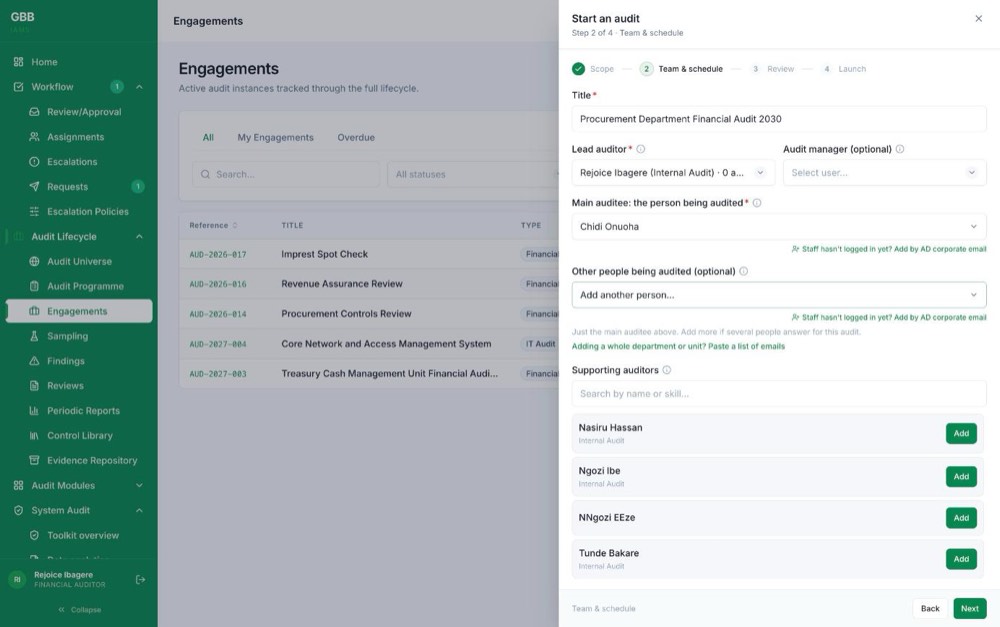 GBB
Home
Workflow 1
Review/Approval
Assignments
Escalations
Requests 1
Escalation Policies
Audit Lifecycle
Audit Universe
Audit Programme
Engagements
Sampling
Findings
Reviews
Periodic Reports
Control Library
Evidence Repository
Audit Modules
System Audit
Toolkit overview
RI
Rejoice Ibagere
FINANCIAL AUDITOR
« Collapse
Engagements
Engagements
Active audit instances tracked through the full lifecycle.
All My Engagements Overdue
Search... All statuses
Reference TITLE TYPE
AUD-2026-017 Imprest Spot Check Financial
AUD-2026-016 Revenue Assurance Review Financial
AUD-2026-014 Procurement Controls Review Financial
AUD-2027-004 Core Network and Access Management System IT Audit
AUD-2027-003 Treasury Cash Management Unit Financial Audi... Financial
Start an audit
Step 2 of 4 · Team & schedule
Scope 2 Team & schedule 3 Review 4 Launch
Title*
Procurement Department Financial Audit 2030
Lead auditor* Audit manager (optional)
Rejoice Ibagere (Internal Audit) · 0 a... Select user...
Main auditee: the person being audited*
Chidi Onuoha
Staff hasn't logged in yet? Add by AD corporate email
Other people being audited (optional)
Add another person...
Staff hasn't logged in yet? Add by AD corporate email
Just the main auditee above. Add more if several people answer for this audit.
Adding a whole department or unit? Paste a list of emails
Supporting auditors
Search by name or skill...
Nasiru Hassan
Internal Audit
Add
Ngozi Ibe
Internal Audit
Add
NNgozi EEze
Add
Tunde Bakare
Internal Audit
Add
Team & schedule
Back Next